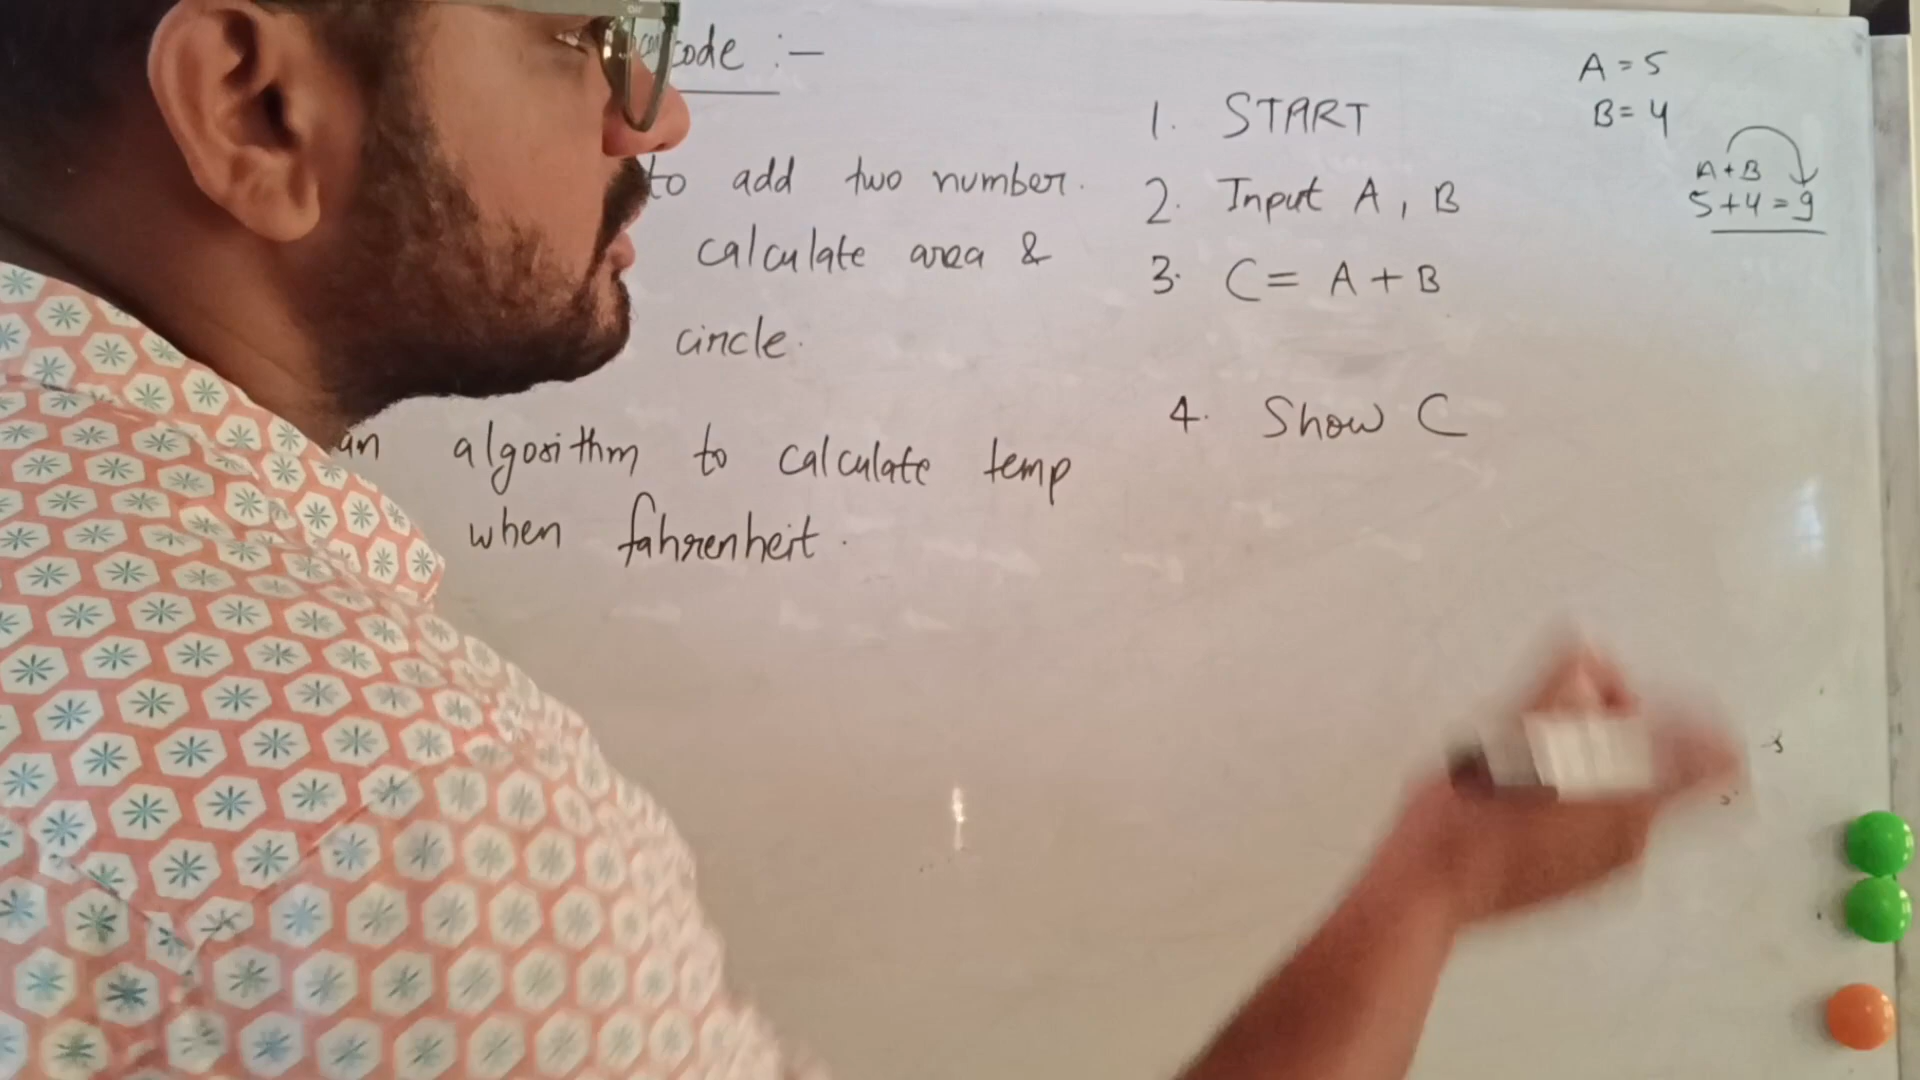 code :-
to add two number.
calculate area &
circle.
an algorithm to calculate temp
when fahrenheit.
1. START
2. Input A, B
3. C = A + B
4. Show C
A = 5
B = 4
A + B
5 + 4 = 9